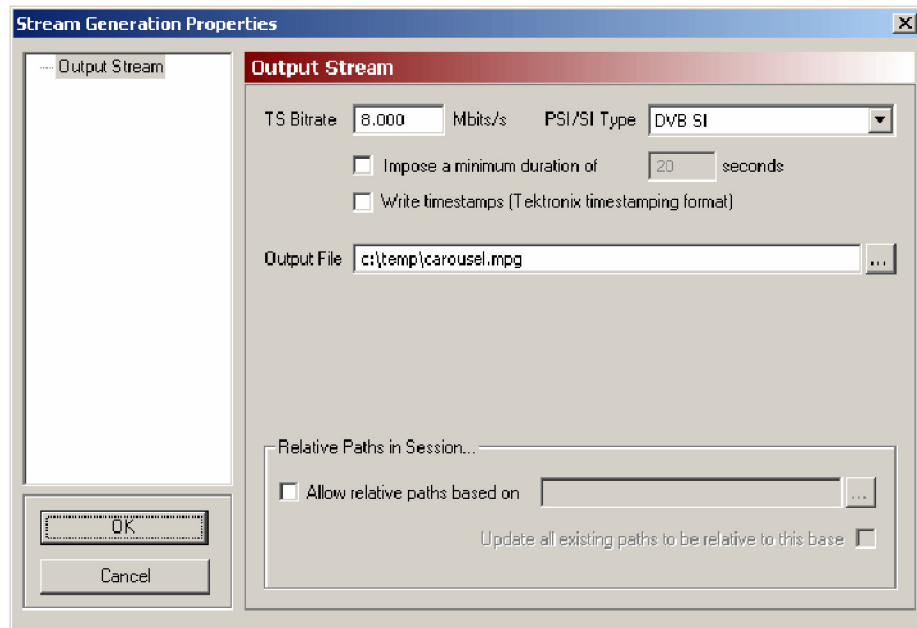 Stream Generation Properties
Output Stream
Output Stream
TS Bitrate 8.000 Mbits/s PSI/SI Type DVB SI
Impose a minimum duration of 20 seconds
Write timestamps (Tektronix timestamping format)
Output File c:\temp\carousel.mpg ...
Relative Paths in Session...
Allow relative paths based on ...
Update all existing paths to be relative to this base
OK
Cancel